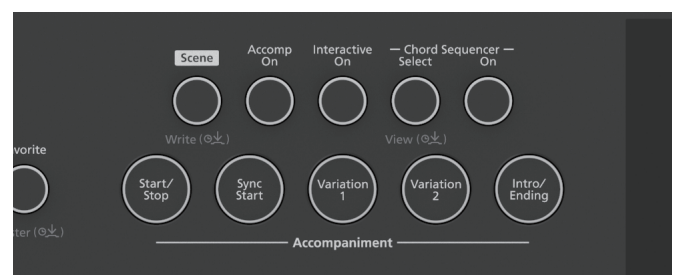 Scene
Accomp
On
Interactive
On
Chord Sequencer
Select
On
Write
View
vorite
Start/
Stop
Sync
Start
Variation
1
Variation
2
Intro/
Ending
ster
Accompaniment